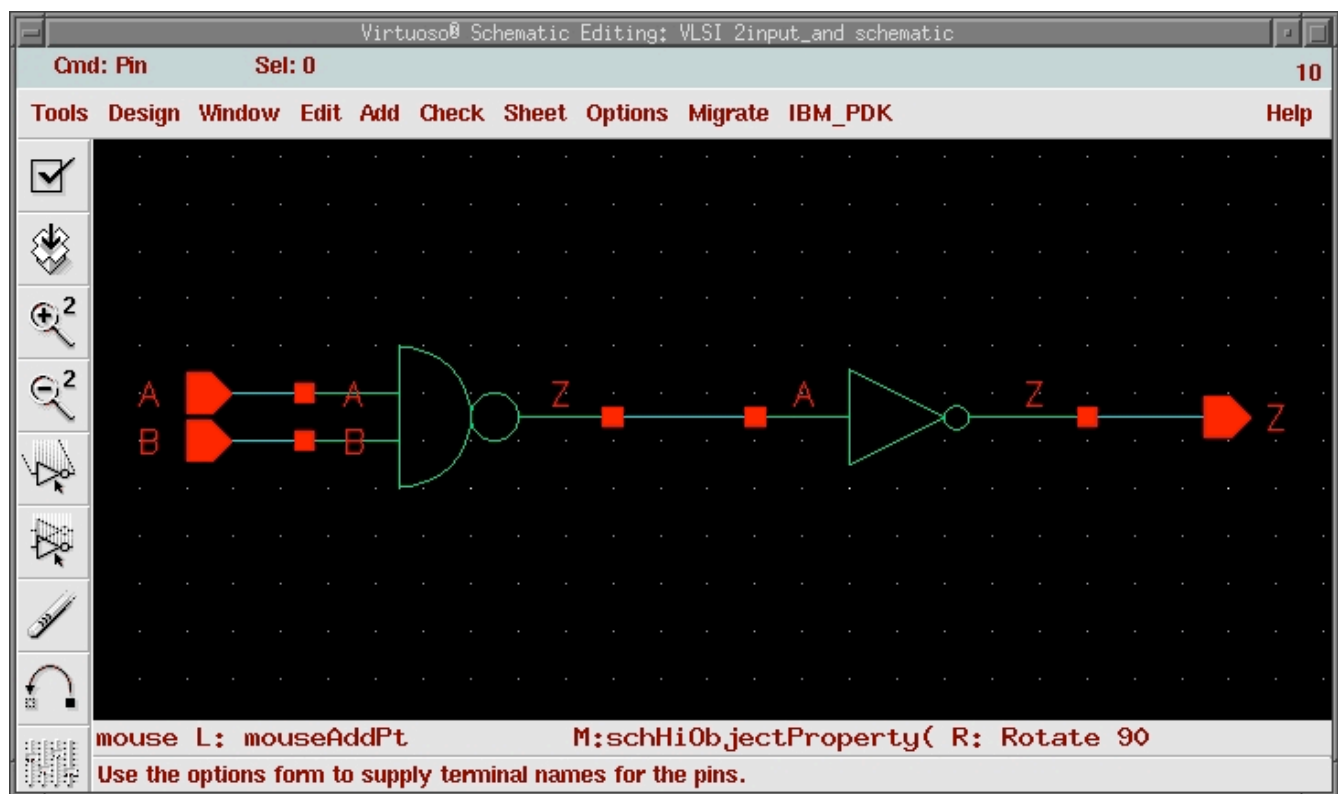 Virtuoso® Schematic Editing: VLSI 2input_and schematic
Cmd: Pin Sel: 0 10
Tools Design Window Edit Add Check Sheet Options Migrate IBM_PDK Help
2
2
A A Z A Z Z
B B
mouse L: mouseAddPt M:schHiObjectProperty( R: Rotate 90
Use the options form to supply terminal names for the pins.